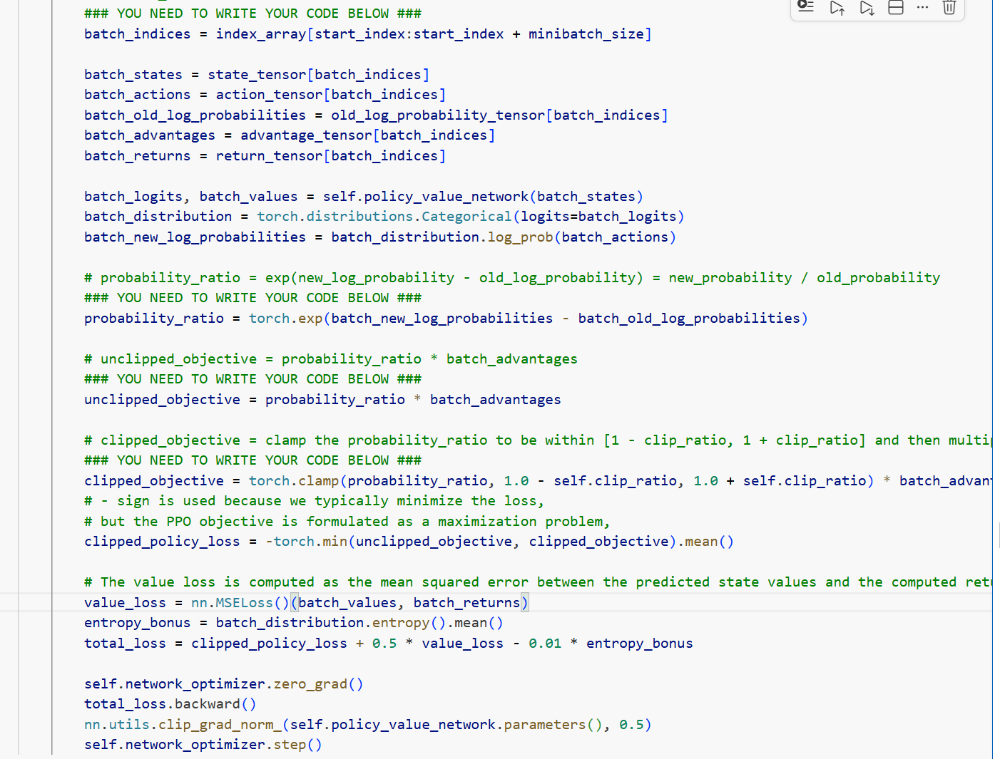 ### YOU NEED TO WRITE YOUR CODE BELOW ###
batch_indices = index_array[start_index:start_index + minibatch_size]
batch_states = state_tensor[batch_indices]
batch_actions = action_tensor[batch_indices]
batch_old_log_probabilities = old_log_probability_tensor[batch_indices]
batch_advantages = advantage_tensor[batch_indices]
batch_returns = return_tensor[batch_indices]
batch_logits, batch_values = self.policy_value_network(batch_states)
batch_distribution = torch.distributions.Categorical(logits=batch_logits)
batch_new_log_probabilities = batch_distribution.log_prob(batch_actions)
# probability_ratio = exp(new_log_probability - old_log_probability) = new_probability / old_probability
### YOU NEED TO WRITE YOUR CODE BELOW ###
probability_ratio = torch.exp(batch_new_log_probabilities - batch_old_log_probabilities)
# unclipped_objective = probability_ratio * batch_advantages
### YOU NEED TO WRITE YOUR CODE BELOW ###
unclipped_objective = probability_ratio * batch_advantages
# clipped_objective = clamp the probability_ratio to be within [1 - clip_ratio, 1 + clip_ratio] and then multip
### YOU NEED TO WRITE YOUR CODE BELOW ###
clipped_objective = torch.clamp(probability_ratio, 1.0 - self.clip_ratio, 1.0 + self.clip_ratio) * batch_advan
# - sign is used because we typically minimize the loss,
# but the PPO objective is formulated as a maximization problem,
clipped_policy_loss = -torch.min(unclipped_objective, clipped_objective).mean()
# The value loss is computed as the mean squared error between the predicted state values and the computed retu
value_loss = nn.MSELoss()(batch_values, batch_returns)
entropy_bonus = batch_distribution.entropy().mean()
total_loss = clipped_policy_loss + 0.5 * value_loss - 0.01 * entropy_bonus
self.network_optimizer.zero_grad()
total_loss.backward()
nn.utils.clip_grad_norm_(self.policy_value_network.parameters(), 0.5)
self.network_optimizer.step()